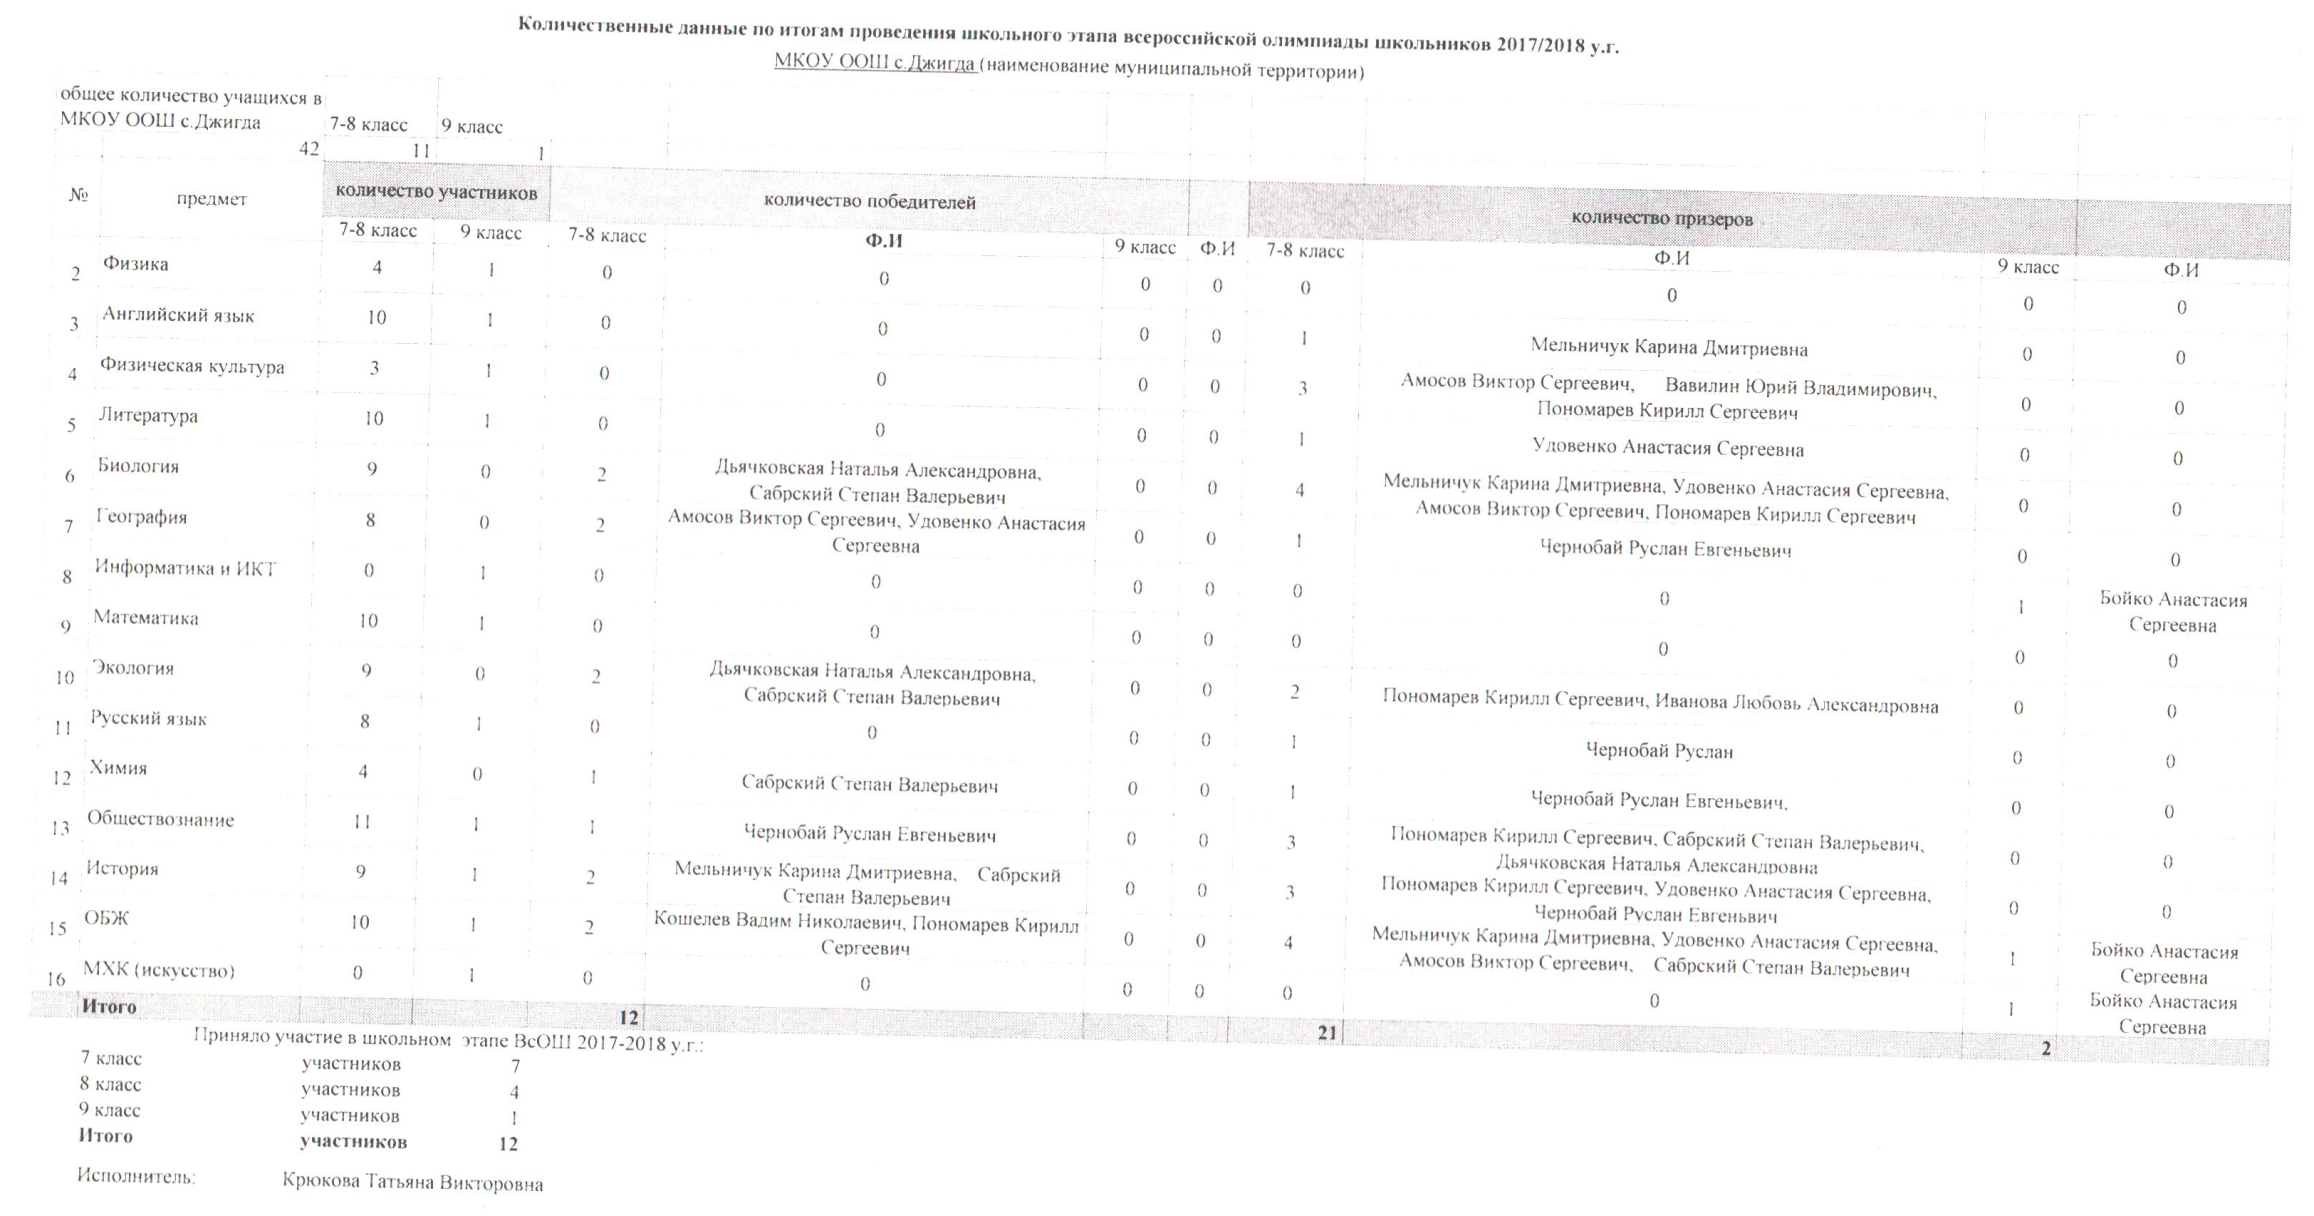 Количественные данные по итогам проведения школьного этапа всероссийской олимпиады школьников 2017/2018 у.г.
МКОУ ООШ с.Джигда (наименование муниципальной территории)
общее количество учащихся в
МКОУ ООШ с.Джигда 7-8 класс 9 класс
42 11 1
№ предмет количество участников количество победителей количество призеров
7-8 класс 9 класс 7-8 класс Ф.И 9 класс Ф.И 7-8 класс Ф.И 9 класс Ф.И
2 Физика 4 1 0 0 0 0 0 0 0 0
3 Английский язык 10 1 0 0 0 0 1 Мельничук Карина Дмитриевна 0 0
4 Физическая культура 3 1 0 0 0 0 3 Амосов Виктор Сергеевич, Вавилин Юрий Владимирович,
Пономарев Кирилл Сергеевич 0 0
5 Литература 10 1 0 0 0 0 1 Удовенко Анастасия Сергеевна 0 0
6 Биология 9 0 2 Дьячковская Наталья Александровна,
Сабрский Степан Валерьевич 0 0 4 Мельничук Карина Дмитриевна, Удовенко Анастасия Сергеевна,
Амосов Виктор Сергеевич, Пономарев Кирилл Сергеевич 0 0
7 География 8 0 2 Амосов Виктор Сергеевич, Удовенко Анастасия
Сергеевна 0 0 1 Чернобай Руслан Евгеньевич 0 0
8 Информатика и ИКТ 0 1 0 0 0 0 0 0 1 Бойко Анастасия
Сергеевна
9 Математика 10 1 0 0 0 0 0 0 0 0
10 Экология 9 0 2 Дьячковская Наталья Александровна,
Сабрский Степан Валерьевич 0 0 2 Пономарев Кирилл Сергеевич, Иванова Любовь Александровна 0 0
11 Русский язык 8 1 0 0 0 0 1 Чернобай Руслан 0 0
12 Химия 4 0 1 Сабрский Степан Валерьевич 0 0 1 Чернобай Руслан Евгеньевич, 0 0
13 Обществознание 11 1 1 Чернобай Руслан Евгеньевич 0 0 3 Пономарев Кирилл Сергеевич, Сабрский Степан Валерьевич,
Дьячковская Наталья Александровна 0 0
14 История 9 1 2 Мельничук Карина Дмитриевна, Сабрский
Степан Валерьевич 0 0 3 Пономарев Кирилл Сергеевич, Удовенко Анастасия Сергеевна,
Чернобай Руслан Евгеньвич 0 0
15 ОБЖ 10 1 2 Кошелев Вадим Николаевич, Пономарев Кирилл
Сергеевич 0 0 4 Мельничук Карина Дмитриевна, Удовенко Анастасия Сергеевна,
Амосов Виктор Сергеевич, Сабрский Степан Валерьевич 1 Бойко Анастасия
Сергеевна
16 МХК (искусство) 0 1 0 0 0 0 0 0 1 Бойко Анастасия
Сергеевна
Итого 12 21 2
Приняло участие в школьном этапе ВсОШ 2017-2018 у.г.:
7 класс участников 7
8 класс участников 4
9 класс участников 1
Итого участников 12
Исполнитель: Крюкова Татьяна Викторовна